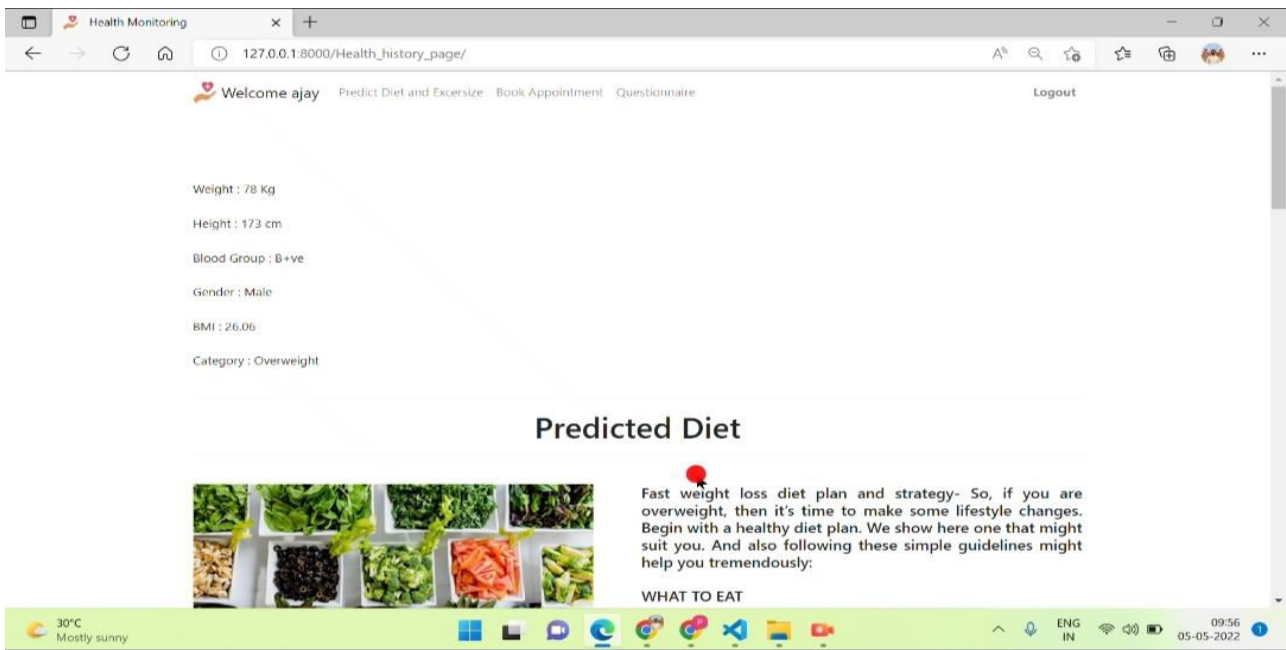 Health Monitoring
127.0.0.1:8000/Health_history_page/
Welcome ajay Predict Diet and Excersize Book Appointment Questionnaire Logout
Weight : 78 Kg
Height : 173 cm
Blood Group : B+ve
Gender : Male
BMI : 26.06
Category : Overweight
Predicted Diet
Fast weight loss diet plan and strategy- So, if you are
overweight, then it's time to make some lifestyle changes.
Begin with a healthy diet plan. We show here one that might
suit you. And also following these simple guidelines might
help you tremendously:
WHAT TO EAT
30°C
Mostly sunny
ENG
IN
09:56
05-05-2022
1